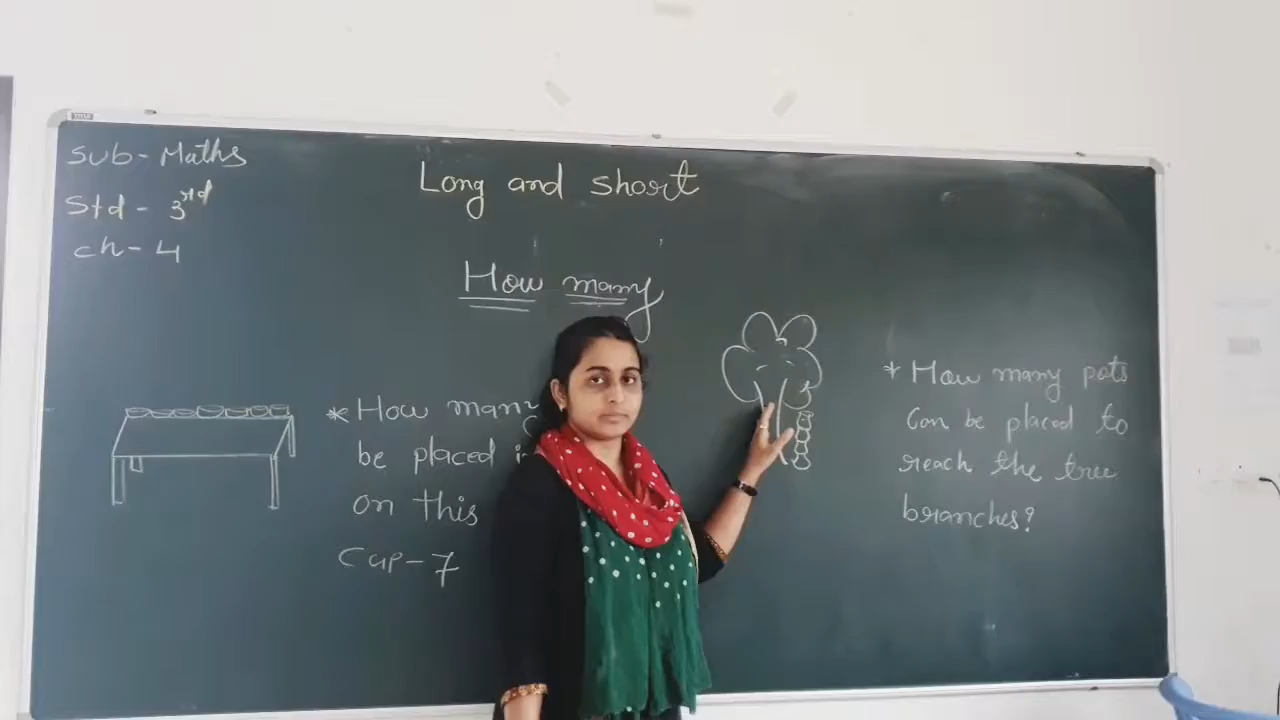 Sub - Maths
Std - 3rd
ch - 4
Long and short
How many
* How many
be placed
on this
Cup - 7
* How many pots
Can be placed to
reach the tree
branches?